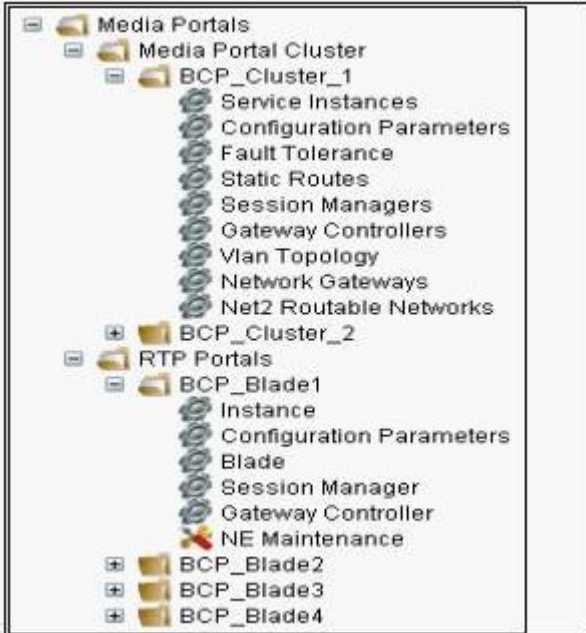 Media Portals
Media Portal Cluster
BCP_Cluster_1
Service Instances
Configuration Parameters
Fault Tolerance
Static Routes
Session Managers
Gateway Controllers
Vlan Topology
Network Gateways
Net2 Routable Networks
BCP_Cluster_2
RTP Portals
BCP_Blade1
Instance
Configuration Parameters
Blade
Session Manager
Gateway Controller
NE Maintenance
BCP_Blade2
BCP_Blade3
BCP_Blade4